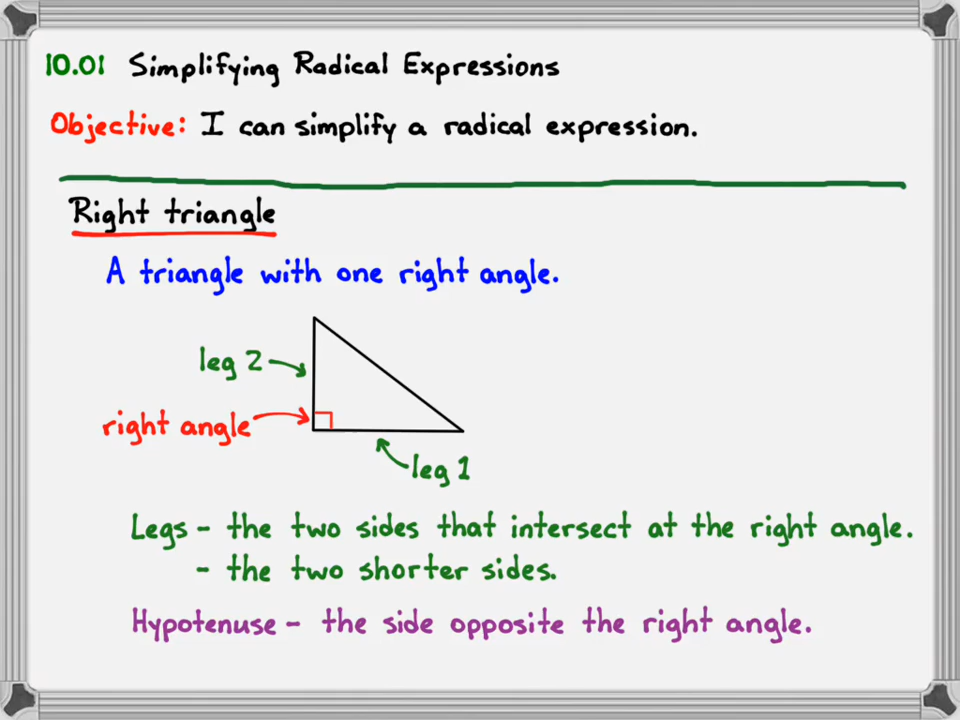 10.01 Simplifying Radical Expressions
Objective: I can simplify a radical expression.
Right triangle
A triangle with one right angle.
leg 2
right angle
leg 1
Legs - the two sides that intersect at the right angle.
- the two shorter sides.
Hypotenuse - the side opposite the right angle.